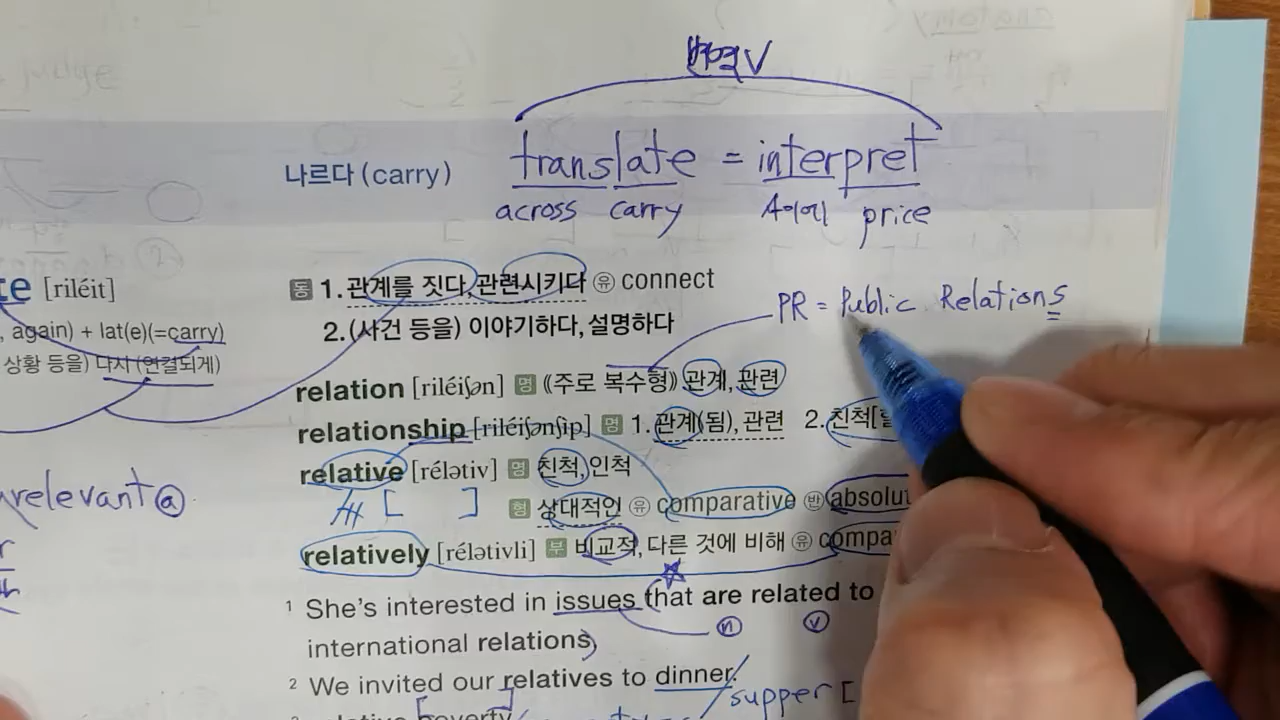 번역V
translate = interpret
나르다 (carry)
across carry 사이에 price
te [riléit]
동 1. 관계를 짓다, 관련시키다 유 connect
PR = Public Relations
, again) + lat(e)(=carry)
2. (사건 등을) 이야기하다, 설명하다
상황 등을) 다시 (연결되게)
relation [riléiʃən] 명 《주로 복수형》 관계, 관련
relationship [riléiʃənʃip] 명 1. 관계(됨), 관련 2. 친척[
relative [rélətiv] 명 친척, 인척
irrelevant ⓐ
[ ] 형 상대적인 유 comparative 반 absolut
relatively [rélətivli] 부 비교적, 다른 것에 비해 유 compa
1 She's interested in issues (that are related to
ⓝ ⓥ
international relations)
2 We invited our relatives to dinner.
/supper [